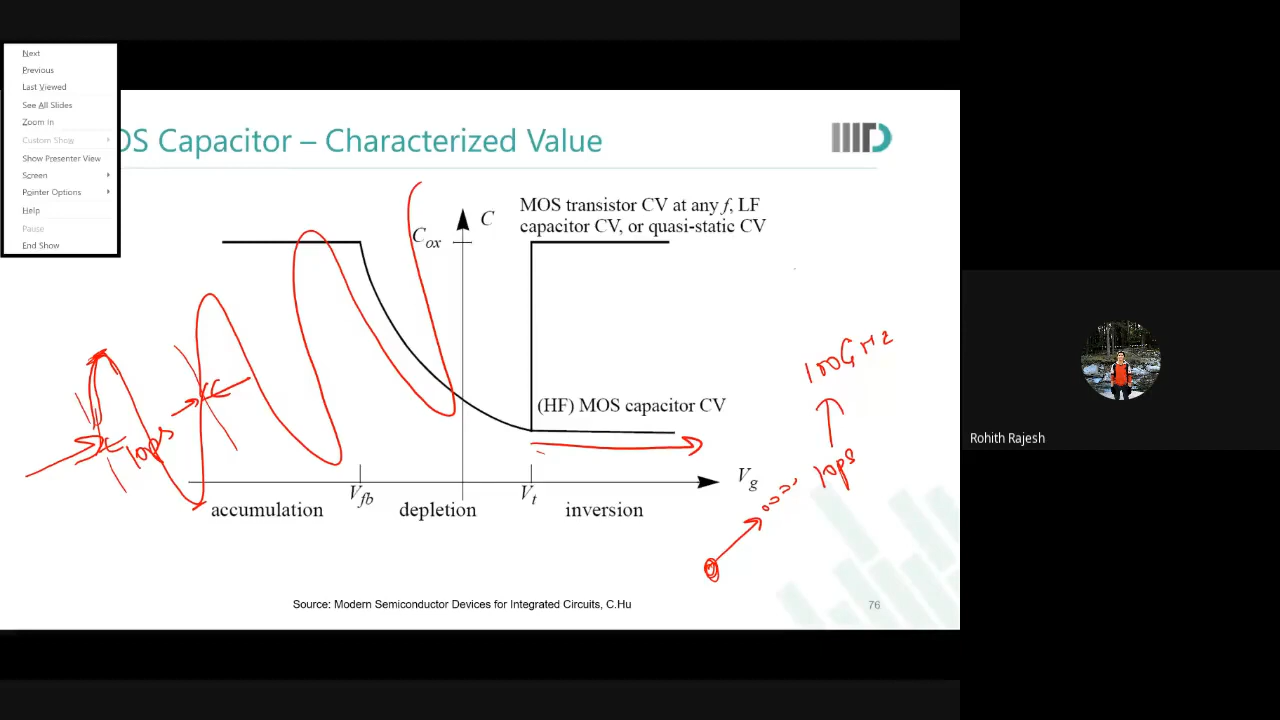 Next
Previous
Last Viewed
See All Slides
Zoom In
Custom Show
Show Presenter View
Screen
Pointer Options
Help
Pause
End Show
OS Capacitor – Characterized Value
MOS transistor CV at any f, LF
capacitor CV, or quasi-static CV
C
Cox
(HF) MOS capacitor CV
100GHz
10ps
10ps
Vg
Vfb
Vt
accumulation
depletion
inversion
Source: Modern Semiconductor Devices for Integrated Circuits, C.Hu
76
Rohith Rajesh